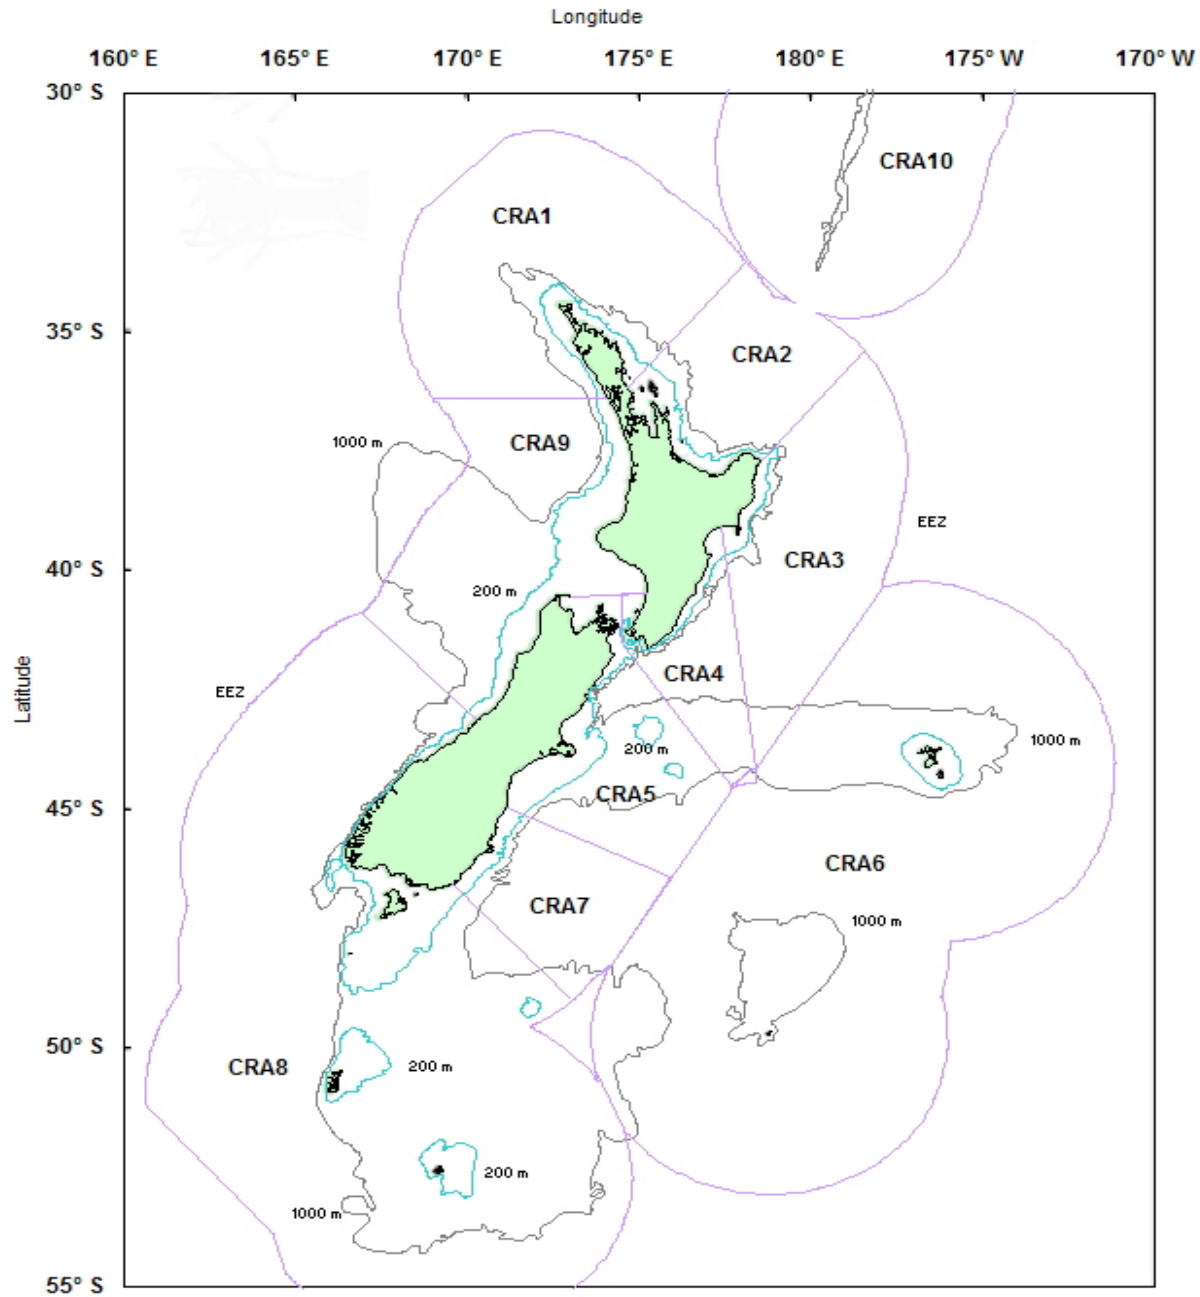 Longitude
160° E 165° E 170° E 175° E 180° E 175° W 170° W
30° S
CRA10
CRA1
35° S
CRA2
1000 m
CRA9
EEZ
CRA3
40° S
200 m
CRA4
EEZ
Latitude
1000 m
200 m
CRA5
45° S
CRA6
CRA7
1000 m
50° S
CRA8
200 m
200 m
1000 m
55° S